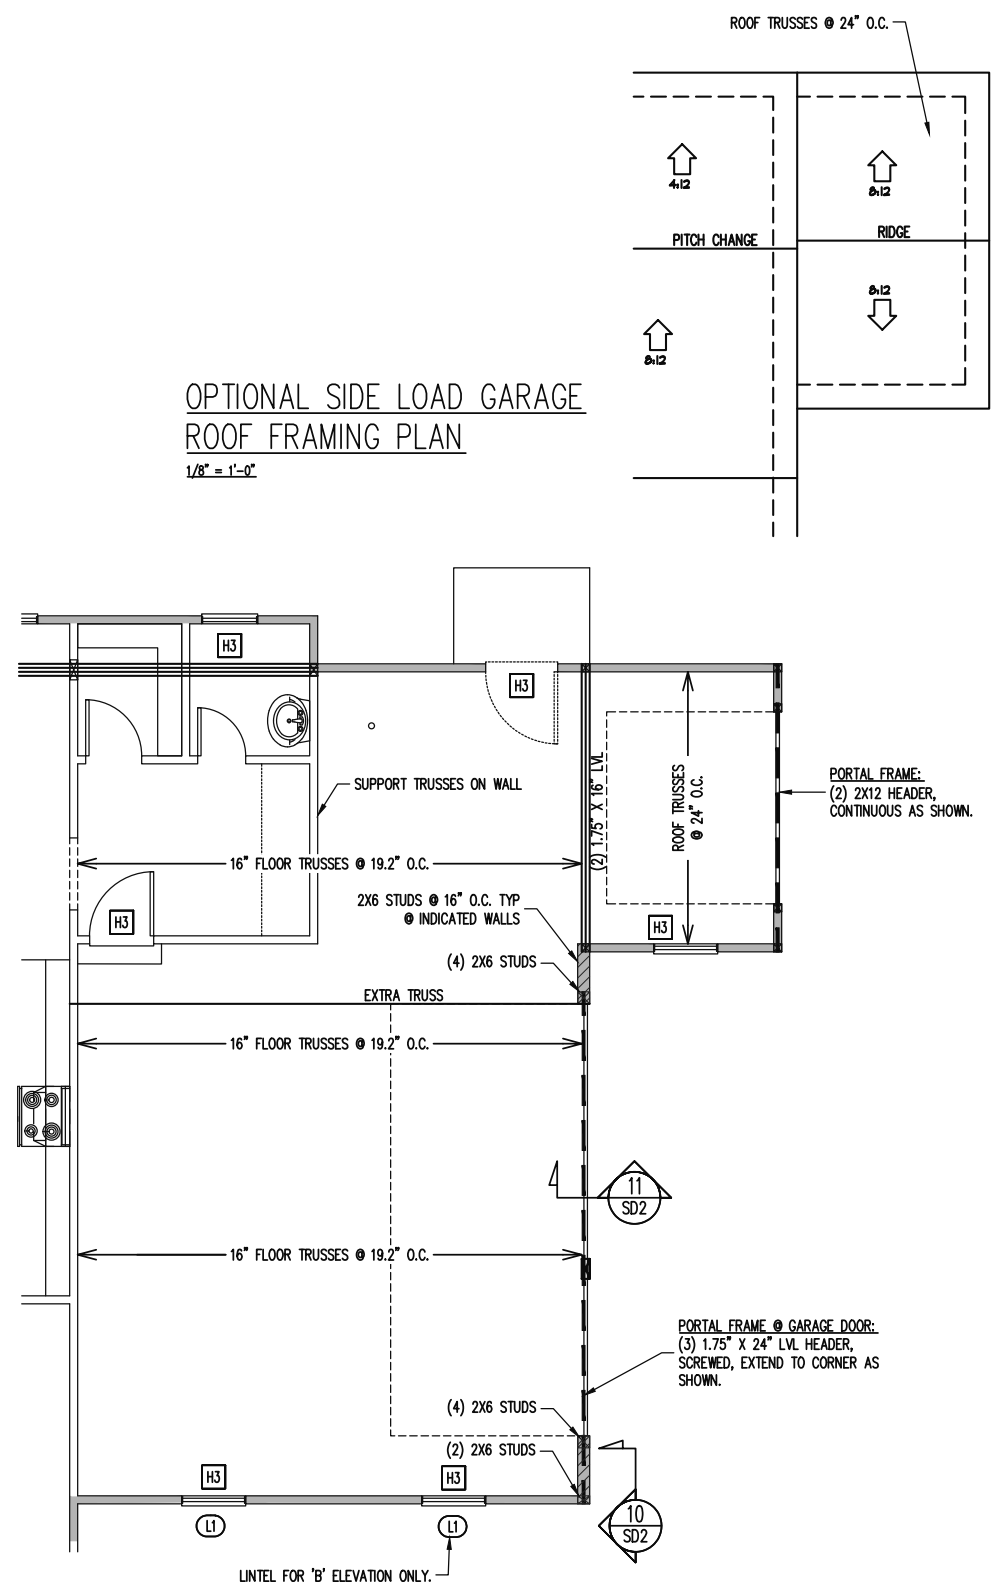 ROOF TRUSSES @ 24" O.C.
4:12
8:12
PITCH CHANGE
RIDGE
8:12
8:12
OPTIONAL SIDE LOAD GARAGE
ROOF FRAMING PLAN
1/8" = 1'-0"
H3
H3
SUPPORT TRUSSES ON WALL
(2) 1.75" X 16" LVL
ROOF TRUSSES
@ 24" O.C.
PORTAL FRAME:
(2) 2X12 HEADER,
CONTINUOUS AS SHOWN.
16" FLOOR TRUSSES @ 19.2" O.C.
2X6 STUDS @ 16" O.C. TYP
@ INDICATED WALLS
H3
H3
(4) 2X6 STUDS
EXTRA TRUSS
16" FLOOR TRUSSES @ 19.2" O.C.
11
SD2
16" FLOOR TRUSSES @ 19.2" O.C.
PORTAL FRAME @ GARAGE DOOR:
(3) 1.75" X 24" LVL HEADER,
SCREWED, EXTEND TO CORNER AS
SHOWN.
(4) 2X6 STUDS
(2) 2X6 STUDS
H3
H3
10
SD2
L1
L1
LINTEL FOR 'B' ELEVATION ONLY.